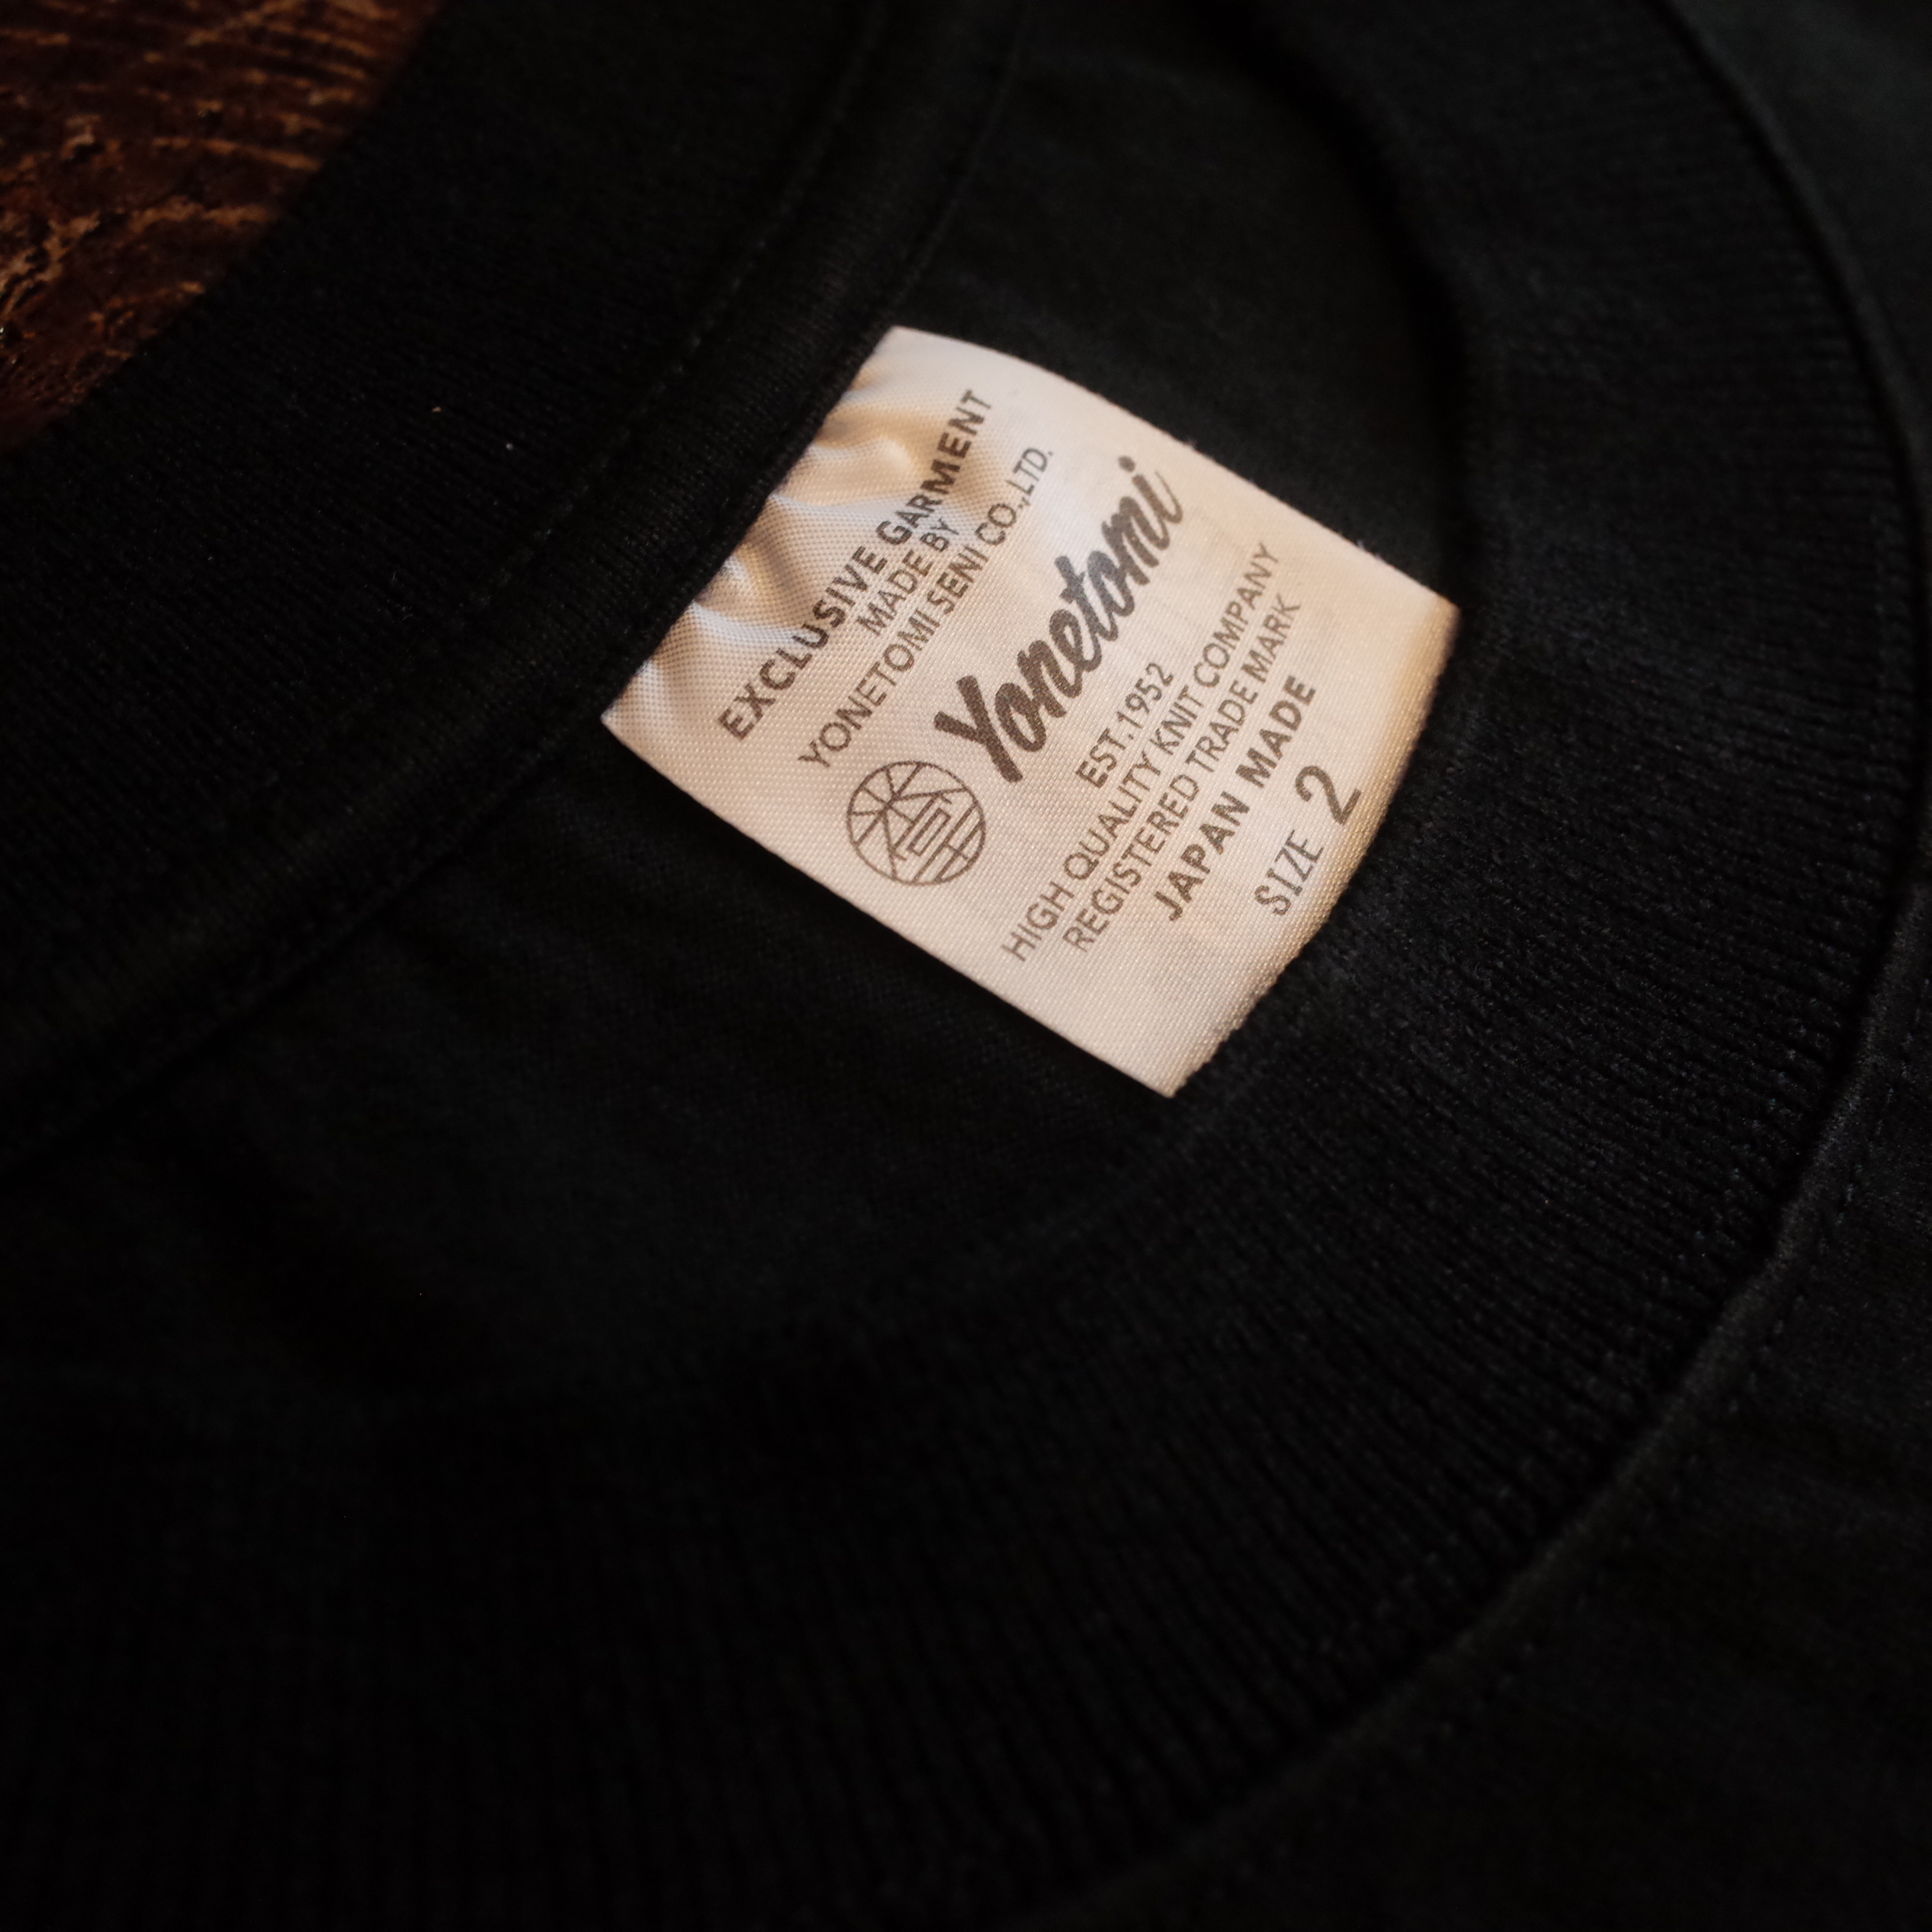 EXCLUSIVE GARMENT
MADE BY
YONETOMI SENI CO.,LTD.
Yonetomi
EST.1952
HIGH QUALITY KNIT COMPANY
REGISTERED TRADE MARK
JAPAN MADE
SIZE 2